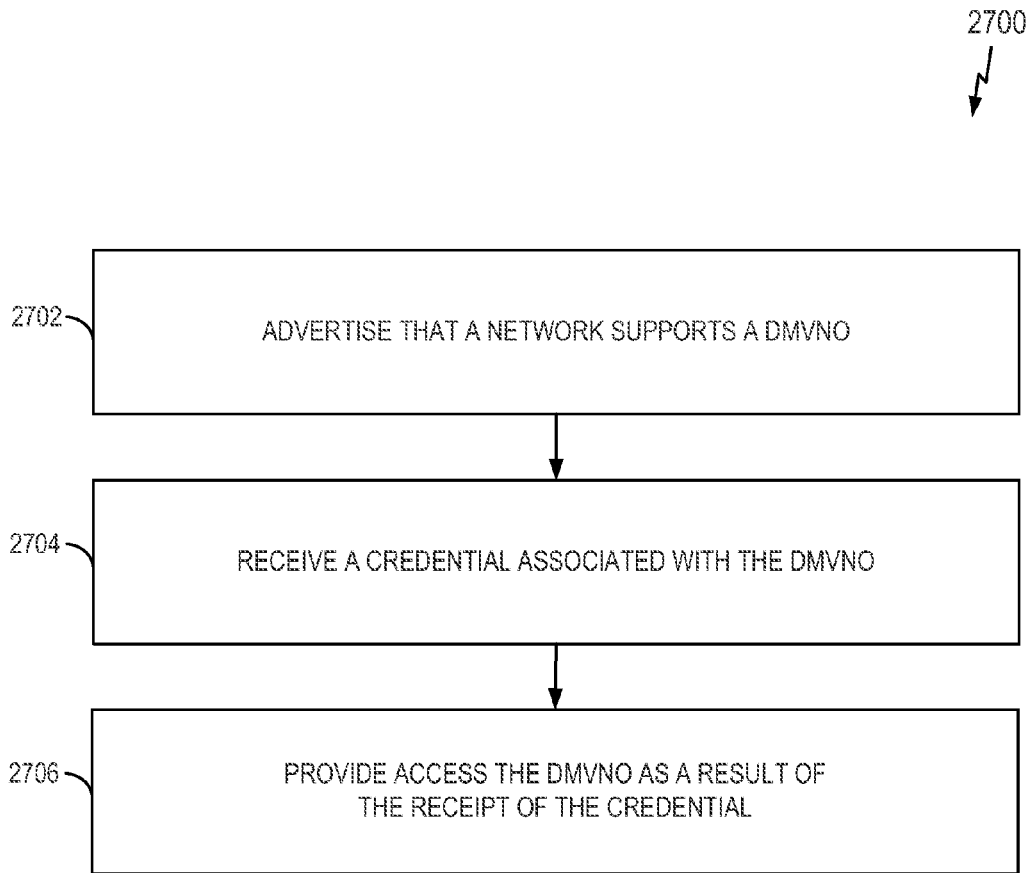 2700
2702
ADVERTISE THAT A NETWORK SUPPORTS A DMVNO
2704
RECEIVE A CREDENTIAL ASSOCIATED WITH THE DMVNO
2706
PROVIDE ACCESS THE DMVNO AS A RESULT OF
THE RECEIPT OF THE CREDENTIAL